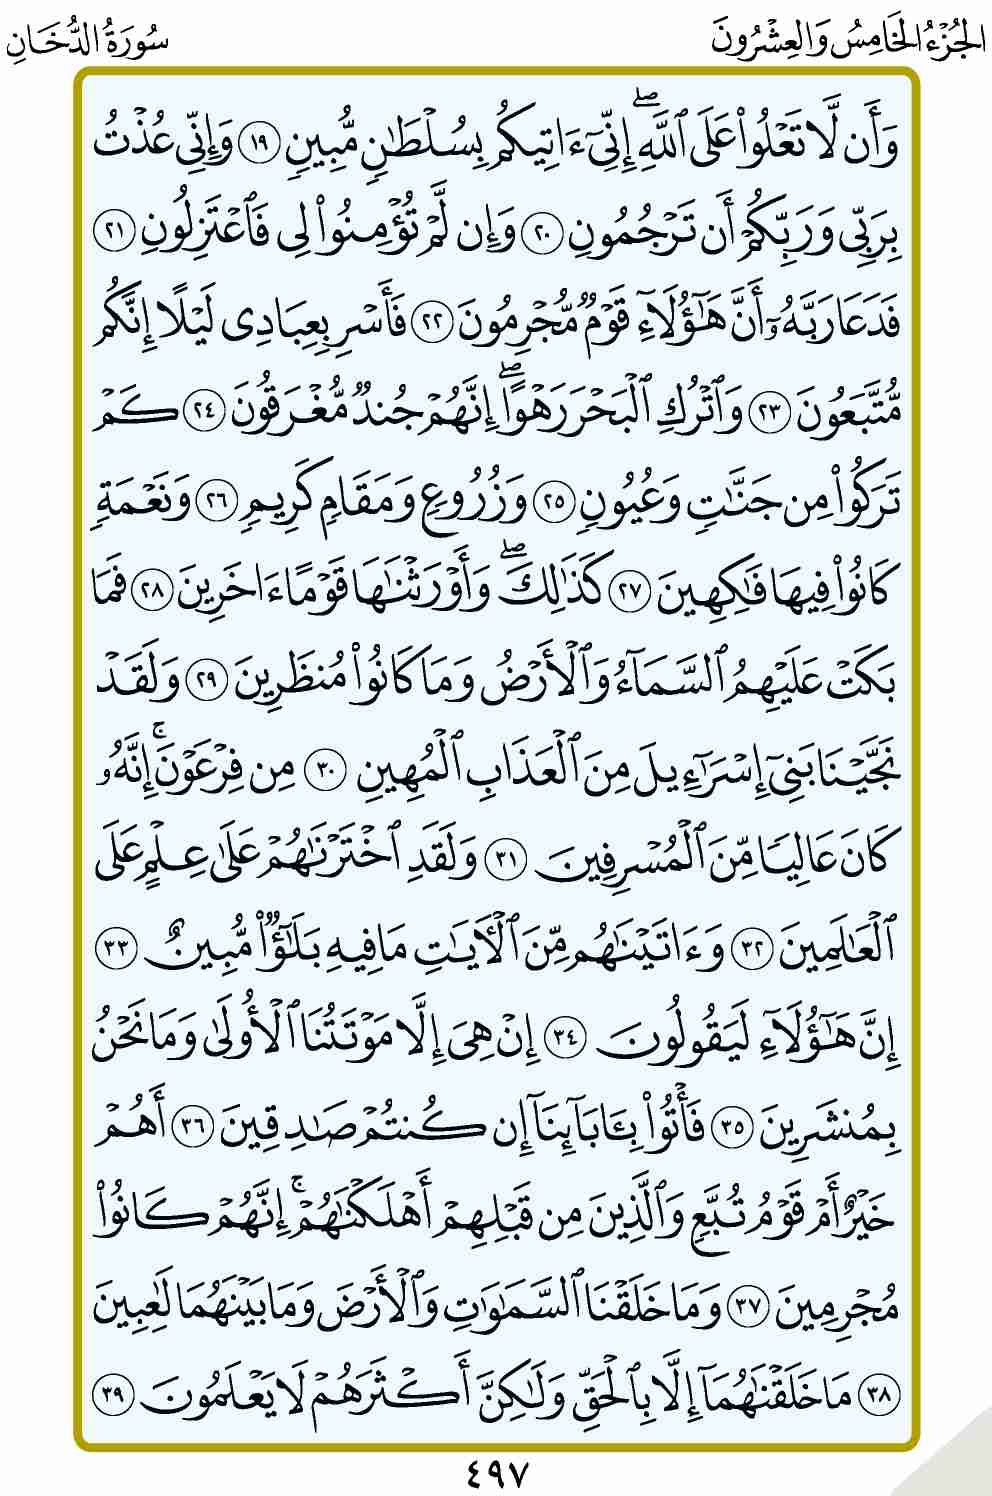 الجُزْءُ الخَامِسُ وَالعِشْرُونَ
سُورَةُ الدُّخَانِ
وَأَن لَّا تَعْلُوا۟ عَلَى ٱللَّهِ ۖ إِنِّىٓ ءَاتِيكُم بِسُلْطَـٰنٍ مُّبِينٍ ١٩ وَإِنِّى عُذْتُ
بِرَبِّى وَرَبِّكُمْ أَن تَرْجُمُونِ ٢٠ وَإِن لَّمْ تُؤْمِنُوا۟ لِى فَٱعْتَزِلُونِ ٢١
فَدَعَا رَبَّهُۥٓ أَنَّ هَـٰٓؤُلَآءِ قَوْمٌ مُّجْرِمُونَ ٢٢ فَأَسْرِ بِعِبَادِى لَيْلًا إِنَّكُم
مُّتَّبَعُونَ ٢٣ وَٱتْرُكِ ٱلْبَحْرَ رَهْوًا ۖ إِنَّهُمْ جُندٌ مُّغْرَقُونَ ٢٤ كَمْ
تَرَكُوا۟ مِن جَنَّـٰتٍ وَعُيُونٍ ٢٥ وَزُرُوعٍ وَمَقَامٍ كَرِيمٍ ٢٦ وَنَعْمَةٍ
كَانُوا۟ فِيهَا فَـٰكِهِينَ ٢٧ كَذَٰلِكَ ۖ وَأَوْرَثْنَـٰهَا قَوْمًا ءَاخَرِينَ ٢٨ فَمَا
بَكَتْ عَلَيْهِمُ ٱلسَّمَآءُ وَٱلْأَرْضُ وَمَا كَانُوا۟ مُنظَرِينَ ٢٩ وَلَقَدْ
نَجَّيْنَا بَنِىٓ إِسْرَٰٓءِيلَ مِنَ ٱلْعَذَابِ ٱلْمُهِينِ ٣٠ مِن فِرْعَوْنَ ۚ إِنَّهُۥ
كَانَ عَالِيًا مِّنَ ٱلْمُسْرِفِينَ ٣١ وَلَقَدِ ٱخْتَرْنَـٰهُمْ عَلَىٰ عِلْمٍ عَلَى
ٱلْعَـٰلَمِينَ ٣٢ وَءَاتَيْنَـٰهُم مِّنَ ٱلْـَٔايَـٰتِ مَا فِيهِ بَلَـٰٓؤٌا۟ مُّبِينٌ ٣٣
إِنَّ هَـٰٓؤُلَآءِ لَيَقُولُونَ ٣٤ إِنْ هِىَ إِلَّا مَوْتَتُنَا ٱلْأُولَىٰ وَمَا نَحْنُ
بِمُنشَرِينَ ٣٥ فَأْتُوا۟ بِـَٔابَآئِنَآ إِن كُنتُمْ صَـٰدِقِينَ ٣٦ أَهُمْ
خَيْرٌ أَمْ قَوْمُ تُبَّعٍ وَٱلَّذِينَ مِن قَبْلِهِمْ أَهْلَكْنَـٰهُمْ ۚ إِنَّهُمْ كَانُوا۟
مُجْرِمِينَ ٣٧ وَمَا خَلَقْنَا ٱلسَّمَـٰوَٰتِ وَٱلْأَرْضَ وَمَا بَيْنَهُمَا لَـٰعِبِينَ
٣٨ مَا خَلَقْنَـٰهُمَآ إِلَّا بِٱلْحَقِّ وَلَـٰكِنَّ أَكْثَرَهُمْ لَا يَعْلَمُونَ ٣٩
٤٩٧